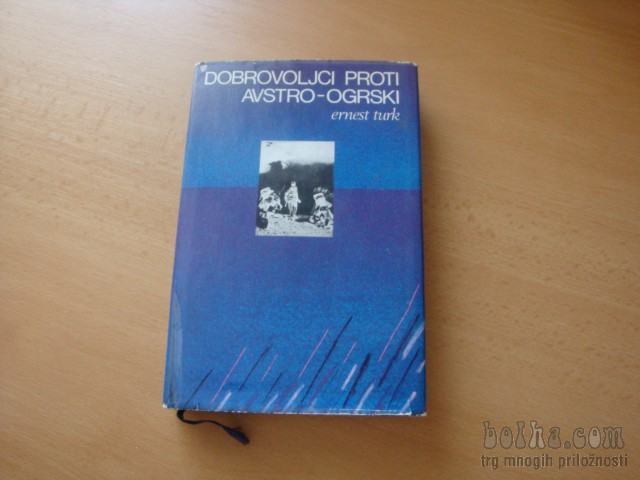 DOBROVOLJCI PROTI
AVSTRO-OGRSKI
ernest turk
bolha.com
trg mnogih priložnosti